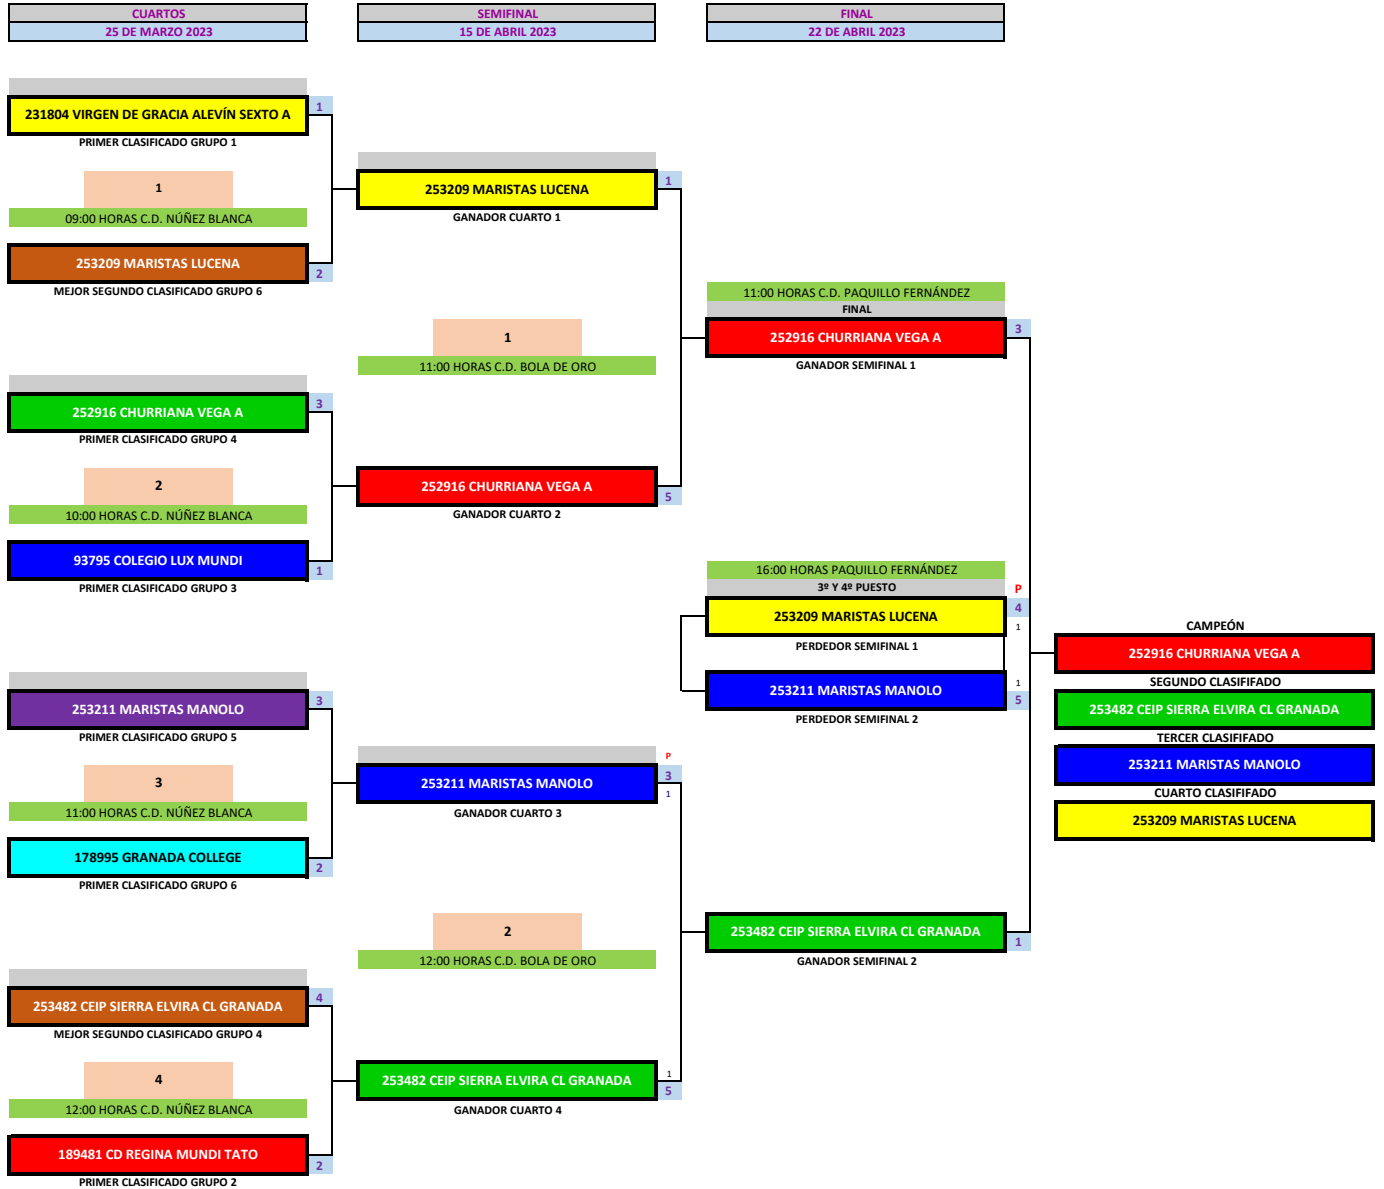 CUARTOS
25 DE MARZO 2023
SEMIFINAL
15 DE ABRIL 2023
FINAL
22 DE ABRIL 2023
1
231804 VIRGEN DE GRACIA ALEVÍN SEXTO A
PRIMER CLASIFICADO GRUPO 1
1
09:00 HORAS C.D. NÚÑEZ BLANCA
253209 MARISTAS LUCENA
2
MEJOR SEGUNDO CLASIFICADO GRUPO 6
3
252916 CHURRIANA VEGA A
PRIMER CLASIFICADO GRUPO 4
2
10:00 HORAS C.D. NÚÑEZ BLANCA
93795 COLEGIO LUX MUNDI
1
PRIMER CLASIFICADO GRUPO 3
3
253211 MARISTAS MANOLO
PRIMER CLASIFICADO GRUPO 5
3
11:00 HORAS C.D. NÚÑEZ BLANCA
178995 GRANADA COLLEGE
2
PRIMER CLASIFICADO GRUPO 6
4
253482 CEIP SIERRA ELVIRA CL GRANADA
MEJOR SEGUNDO CLASIFICADO GRUPO 4
4
12:00 HORAS C.D. NÚÑEZ BLANCA
189481 CD REGINA MUNDI TATO
2
PRIMER CLASIFICADO GRUPO 2
1
253209 MARISTAS LUCENA
GANADOR CUARTO 1
1
11:00 HORAS C.D. BOLA DE ORO
252916 CHURRIANA VEGA A
5
GANADOR CUARTO 2
P
3
253211 MARISTAS MANOLO
1
GANADOR CUARTO 3
2
12:00 HORAS C.D. BOLA DE ORO
1
253482 CEIP SIERRA ELVIRA CL GRANADA
5
GANADOR CUARTO 4
11:00 HORAS C.D. PAQUILLO FERNÁNDEZ
FINAL
3
252916 CHURRIANA VEGA A
GANADOR SEMIFINAL 1
16:00 HORAS PAQUILLO FERNÁNDEZ
3º Y 4º PUESTO
P
4
253209 MARISTAS LUCENA
1
PERDEDOR SEMIFINAL 1
1
253211 MARISTAS MANOLO
5
PERDEDOR SEMIFINAL 2
253482 CEIP SIERRA ELVIRA CL GRANADA
1
GANADOR SEMIFINAL 2
CAMPEÓN
252916 CHURRIANA VEGA A
SEGUNDO CLASIFIFADO
253482 CEIP SIERRA ELVIRA CL GRANADA
TERCER CLASIFIFADO
253211 MARISTAS MANOLO
CUARTO CLASIFIFADO
253209 MARISTAS LUCENA